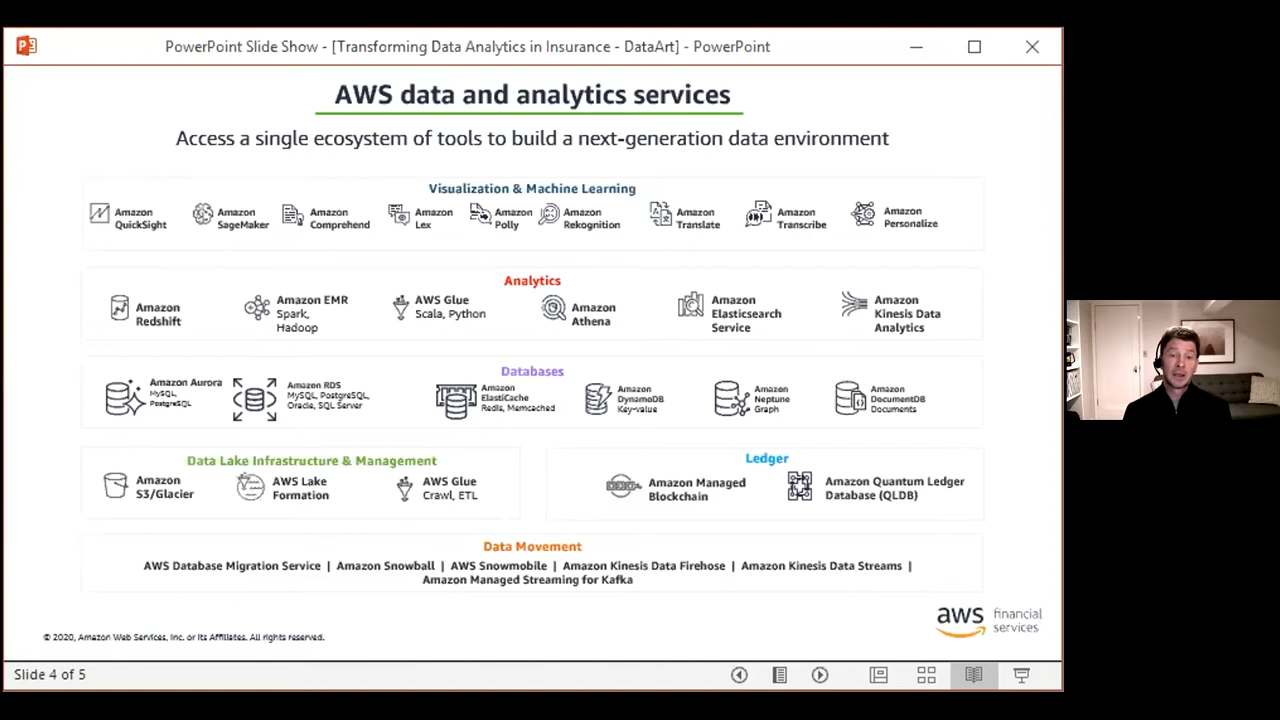 PowerPoint Slide Show - [Transforming Data Analytics in Insurance - DataArt] - PowerPoint
AWS data and analytics services
Access a single ecosystem of tools to build a next-generation data environment
Visualization & Machine Learning
Amazon QuickSight
Amazon SageMaker
Amazon Comprehend
Amazon Lex
Amazon Polly
Amazon Rekognition
Amazon Translate
Amazon Transcribe
Amazon Personalize
Analytics
Amazon Redshift
Amazon EMR
Spark,
Hadoop
AWS Glue
Scala, Python
Amazon Athena
Amazon Elasticsearch Service
Amazon Kinesis Data Analytics
Databases
Amazon Aurora
MySQL,
PostgreSQL
Amazon RDS
MySQL, PostgreSQL,
Oracle, SQL Server
Amazon ElastiCache
Redis, Memcached
Amazon DynamoDB
Key-value
Amazon Neptune
Graph
Amazon DocumentDB
Documents
Data Lake Infrastructure & Management
Amazon S3/Glacier
AWS Lake Formation
AWS Glue
Crawl, ETL
Ledger
Amazon Managed Blockchain
Amazon Quantum Ledger Database (QLDB)
Data Movement
AWS Database Migration Service | Amazon Snowball | AWS Snowmobile | Amazon Kinesis Data Firehose | Amazon Kinesis Data Streams |
Amazon Managed Streaming for Kafka
aws financial services
© 2020, Amazon Web Services, Inc. or its Affiliates. All rights reserved.
Slide 4 of 5